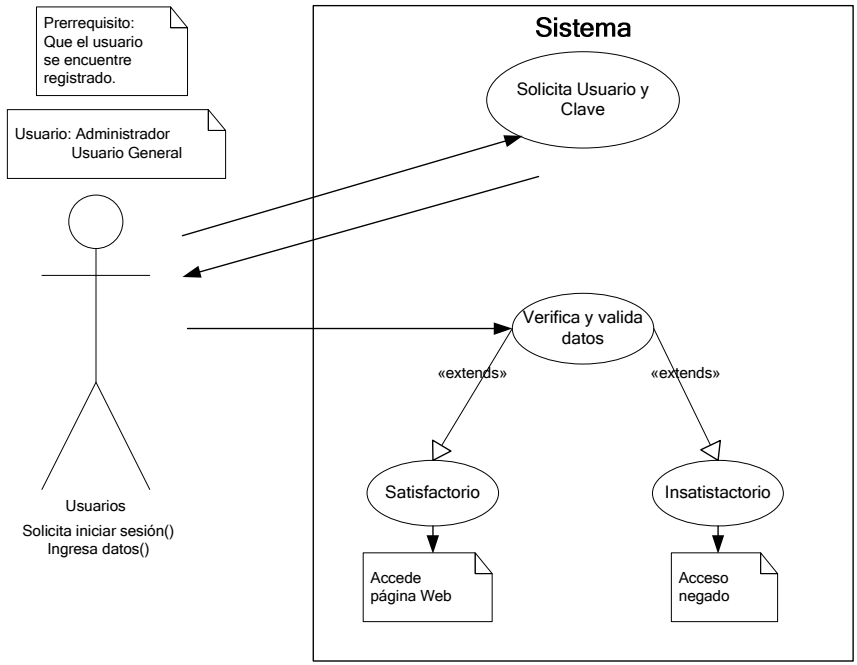 Prerrequisito:
Que el usuario
se encuentre
registrado.
Usuario: Administrador
Usuario General
Usuarios
Solicita iniciar sesión()
Ingresa datos()
Sistema
Solicita Usuario y
Clave
Verifica y valida
datos
«extends»
«extends»
Satisfactorio
Insatistactorio
Accede
página Web
Acceso
negado